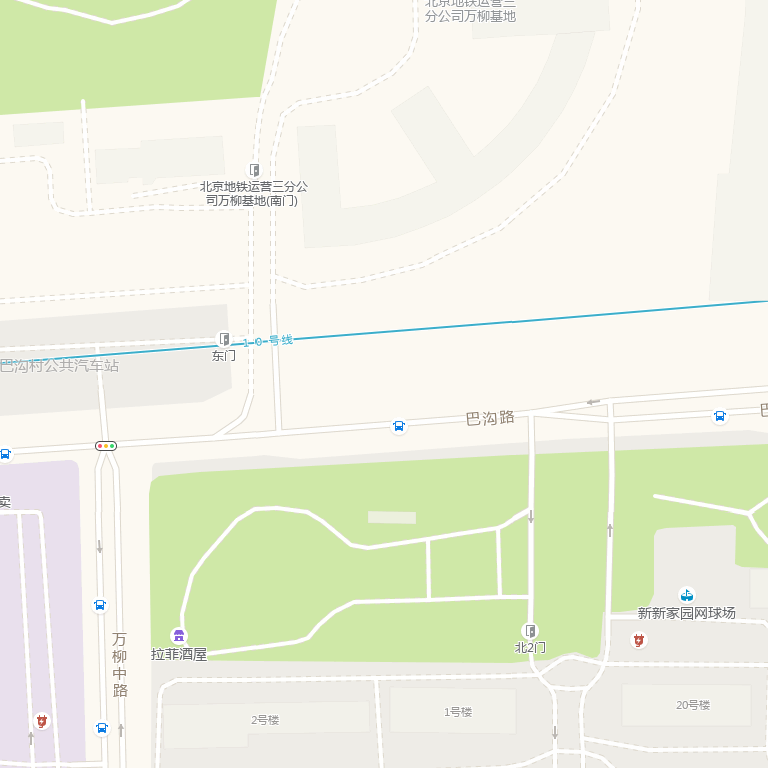 北京地铁运营三
分公司万柳基地
北京地铁运营三分公
司万柳基地(南门)
10号线
东门
巴沟村公共汽车站
巴沟路
卖
新新家园网球场
万柳中路
拉菲酒屋
北2门
20号楼
1号楼
2号楼